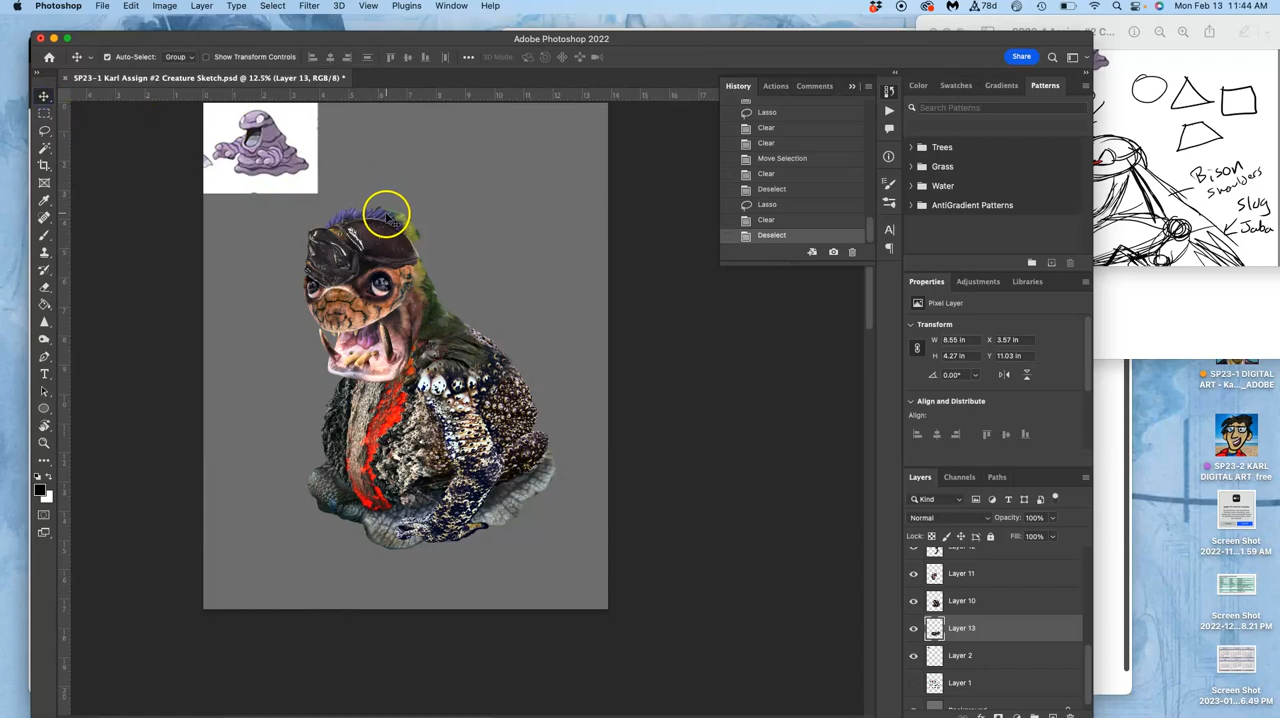 Photoshop File Edit Image Layer Type Select Filter 3D View Plugins Window Help
78d
Mon Feb 13 11:44 AM
Adobe Photoshop 2022
Auto-Select: Group Show Transform Controls
3D Mode:
Share
SP23-1 Karl Assign #2 Creature Sketch.psd @ 12.5% (Layer 13, RGB/8) *
History Actions Comments
Lasso
Clear
Clear
Move Selection
Clear
Deselect
Lasso
Clear
Deselect
Color Swatches Gradients Patterns
Search Patterns
Trees
Grass
Water
AntiGradient Patterns
Properties Adjustments Libraries
Pixel Layer
Transform
W 8.55 in X 3.57 in
H 4.27 in Y 11.03 in
0.00°
Align and Distribute
Align:
Layers Channels Paths
Kind
Normal Opacity: 100%
Lock: Fill: 100%
Layer 11
Layer 10
Layer 13
Layer 2
Layer 1
Bison
shoulders
slug
Jaba
SP23-1 DIGITAL
ART - Ka..._ADOBE
SP23-2 KARL
DIGITAL ART free
Screen Shot
2022-11...1.59 AM
Screen Shot
2022-12...8.21 PM
Screen Shot
2023-01...6.49 PM